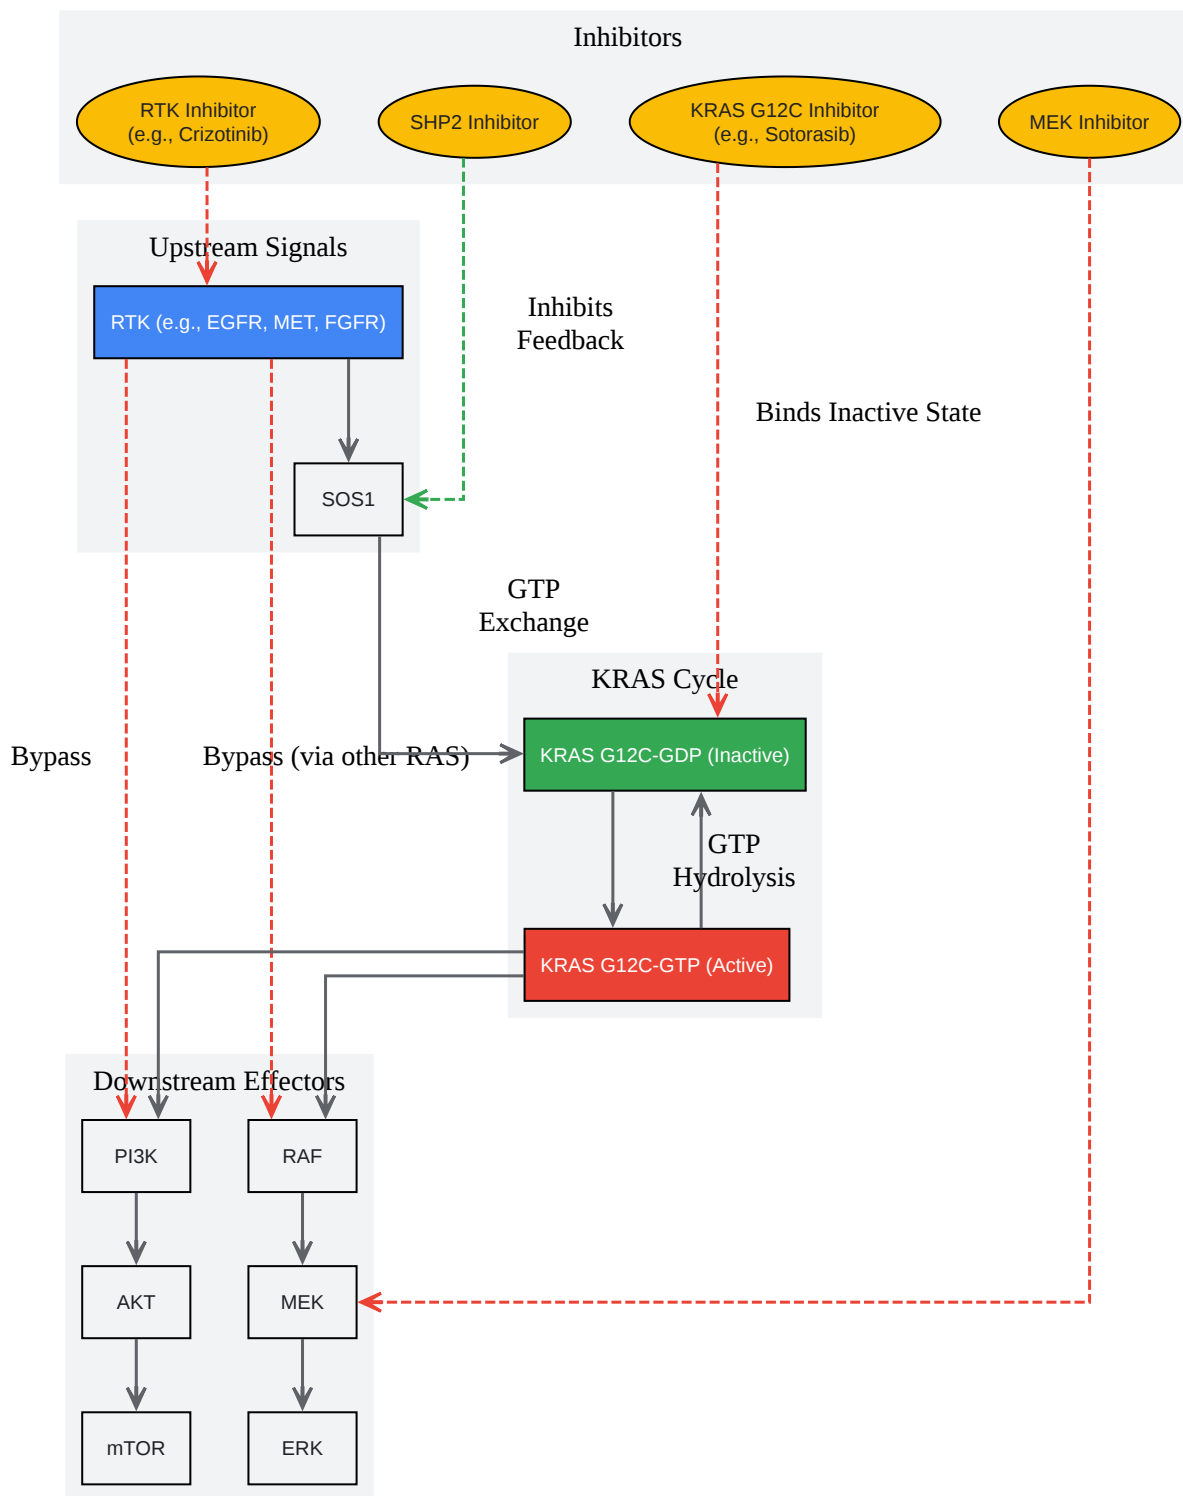 Inhibitors
RTK Inhibitor
(e.g., Crizotinib)
SHP2 Inhibitor
KRAS G12C Inhibitor
(e.g., Sotorasib)
MEK Inhibitor
Upstream Signals
RTK (e.g., EGFR, MET, FGFR)
Inhibits
Feedback
Binds Inactive State
SOS1
GTP
Exchange
KRAS Cycle
Bypass
Bypass (via other RAS)
KRAS G12C-GDP (Inactive)
GTP
Hydrolysis
KRAS G12C-GTP (Active)
Downstream Effectors
PI3K
RAF
AKT
MEK
mTOR
ERK